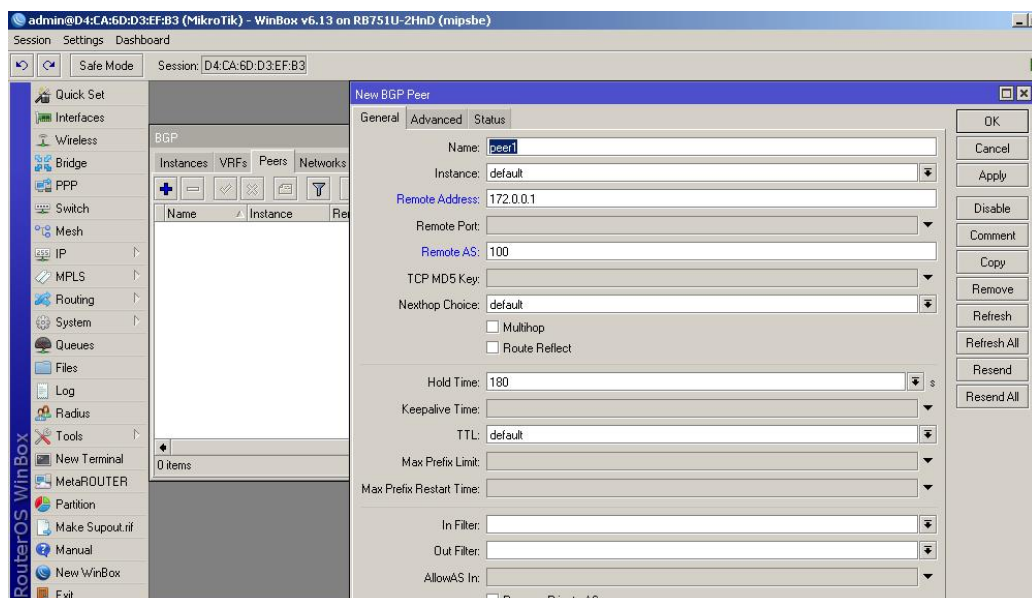 admin@D4:CA:6D:D3:EF:B3 (MikroTik) - WinBox v6.13 on RB751U-2HnD (mipsbe)
Session Settings Dashboard
Safe Mode Session: D4:CA:6D:D3:EF:B3
Quick Set
Interfaces
Wireless
Bridge
PPP
Switch
Mesh
IP
MPLS
Routing
System
Queues
Files
Log
Radius
Tools
New Terminal
MetaROUTER
Partition
Make Supout.rif
Manual
New WinBox
Exit
RouterOS WinBox
BGP
Instances VRFs Peers Networks
Name Instance
0 items
New BGP Peer
General Advanced Status
Name: peer1
Instance: default
Remote Address: 172.0.0.1
Remote Port:
Remote AS: 100
TCP MD5 Key:
Nexthop Choice: default
Multihop
Route Reflect
Hold Time: 180 s
Keepalive Time:
TTL: default
Max Prefix Limit:
Max Prefix Restart Time:
In Filter:
Out Filter:
AllowAS In:
OK
Cancel
Apply
Disable
Comment
Copy
Remove
Refresh
Refresh All
Resend
Resend All